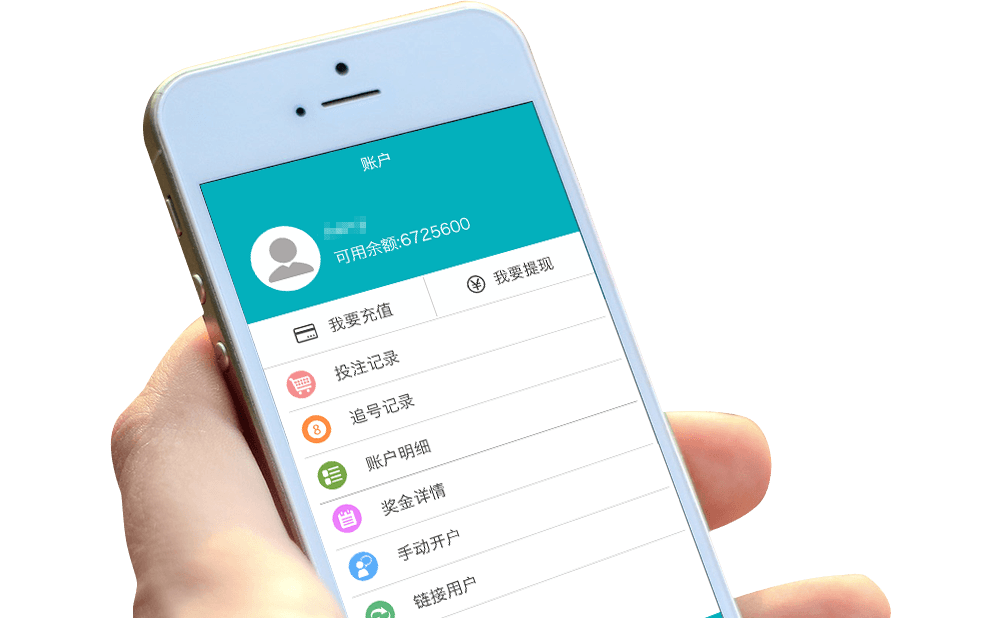 账户
可用余额:6725600
我要充值
我要提现
投注记录
追号记录
8
账户明细
奖金详情
手动开户
链接用户